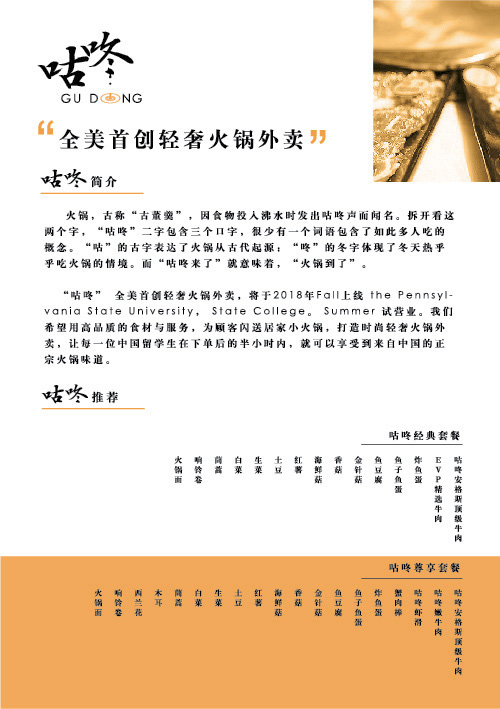 咕咚
GU DONG
“全美首创轻奢火锅外卖”
咕咚简介
火锅，古称“古董羹”，因食物投入沸水时发出咕咚声而闻名。拆开看这
两个字，“咕咚”二字包含三个口字，很少有一个词语包含了如此多人吃的
概念。“咕”的古字表达了火锅从古代起源；“咚”的冬字体现了冬天热乎
乎吃火锅的情境。而“咕咚来了”就意味着，“火锅到了”。
“咕咚” 全美首创轻奢火锅外卖，将于2018年Fall上线 the Pennsyl-
vania State University， State College。 Summer 试营业。我们
希望用高品质的食材与服务，为顾客闪送居家小火锅，打造时尚轻奢火锅外
卖，让每一位中国留学生在下单后的半小时内，就可以享受到来自中国的正
宗火锅味道。
咕咚推荐
咕咚经典套餐
咕咚安格斯顶级牛肉
EVP精选牛肉
炸鱼蛋
鱼子鱼蛋
鱼豆腐
金针菇
香菇
海鲜菇
红薯
土豆
生菜
白菜
茼蒿
响铃卷
火锅面
咕咚尊享套餐
咕咚安格斯顶级牛肉
咕咚嫩牛肉
咕咚虾滑
蟹肉棒
炸鱼蛋
鱼子鱼蛋
鱼豆腐
金针菇
香菇
海鲜菇
红薯
土豆
生菜
白菜
茼蒿
木耳
西兰花
响铃卷
火锅面